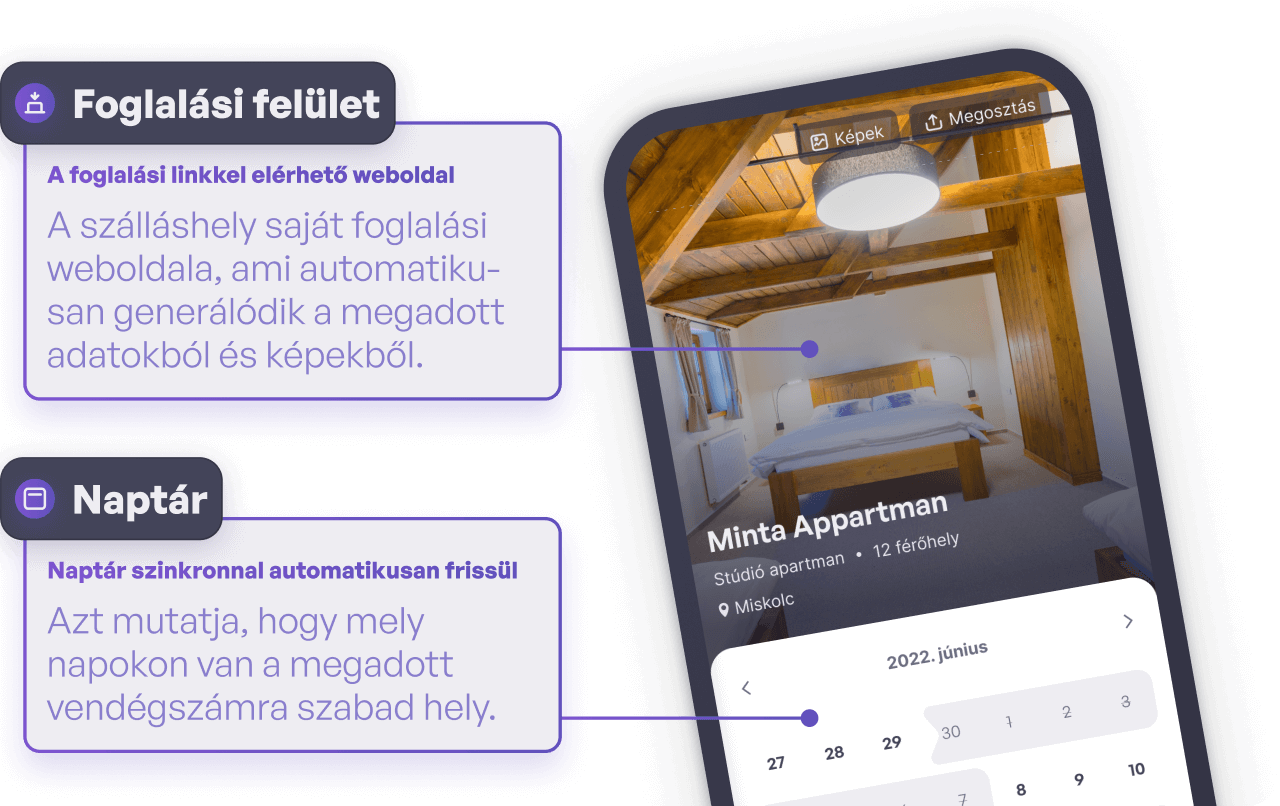 Foglalási felület
A foglalási linkkel elérhető weboldal
A szálláshely saját foglalási
weboldala, ami automatiku-
san generálódik a megadott
adatokból és képekből.
Naptár
Naptár szinkronnal automatikusan frissül
Azt mutatja, hogy mely
napokon van a megadott
vendégszámra szabad hely.
Képek Megosztás
Minta Appartman
Stúdió apartman • 12 férőhely
Miskolc
2022. június
27 28 29 30 1 2 3
7 8 9 10